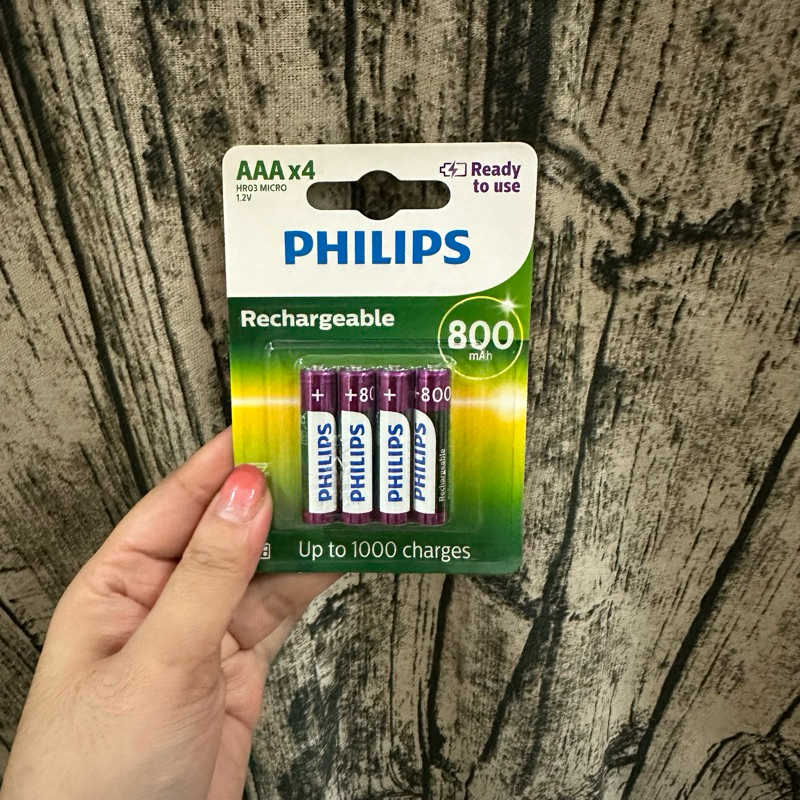 AAA x4
HR03 MICRO
1.2V
Ready
to use
PHILIPS
Rechargeable
800
mAh
+
+80
+
-800
PHILIPS
PHILIPS
PHILIPS
PHILIPS
Rechargeable
Up to 1000 charges